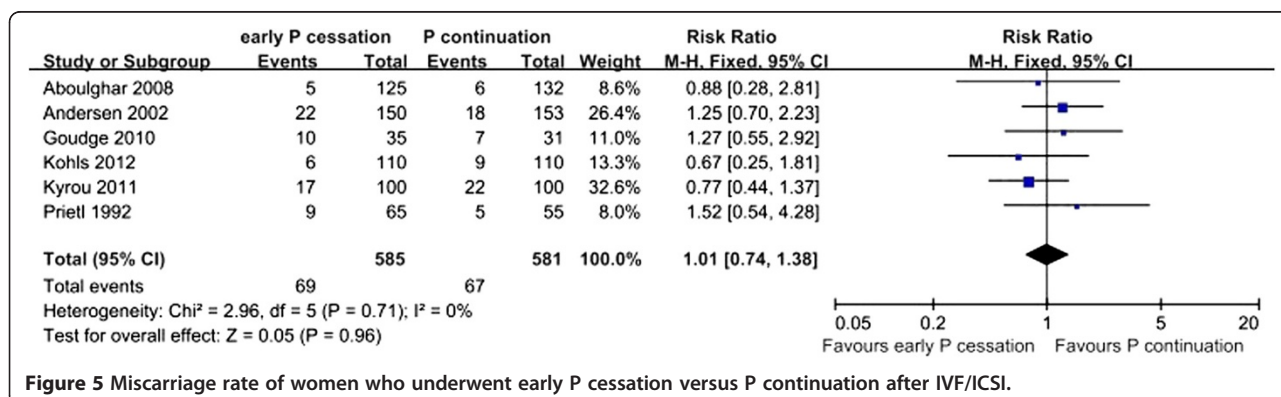 early P cessation P continuation Risk Ratio Risk Ratio
Study or Subgroup Events Total Events Total Weight M-H, Fixed, 95% CI M-H, Fixed, 95% CI
Aboulghar 2008 5 125 6 132 8.6% 0.88 [0.28, 2.81]
Andersen 2002 22 150 18 153 26.4% 1.25 [0.70, 2.23]
Goudge 2010 10 35 7 31 11.0% 1.27 [0.55, 2.92]
Kohls 2012 6 110 9 110 13.3% 0.67 [0.25, 1.81]
Kyrou 2011 17 100 22 100 32.6% 0.77 [0.44, 1.37]
Prietl 1992 9 65 5 55 8.0% 1.52 [0.54, 4.28]
Total (95% CI) 585 581 100.0% 1.01 [0.74, 1.38]
Total events 69 67
Heterogeneity: Chi² = 2.96, df = 5 (P = 0.71); I² = 0%
Test for overall effect: Z = 0.05 (P = 0.96)
0.05 0.2 1 5 20
Favours early P cessation Favours P continuation
Figure 5 Miscarriage rate of women who underwent early P cessation versus P continuation after IVF/ICSI.